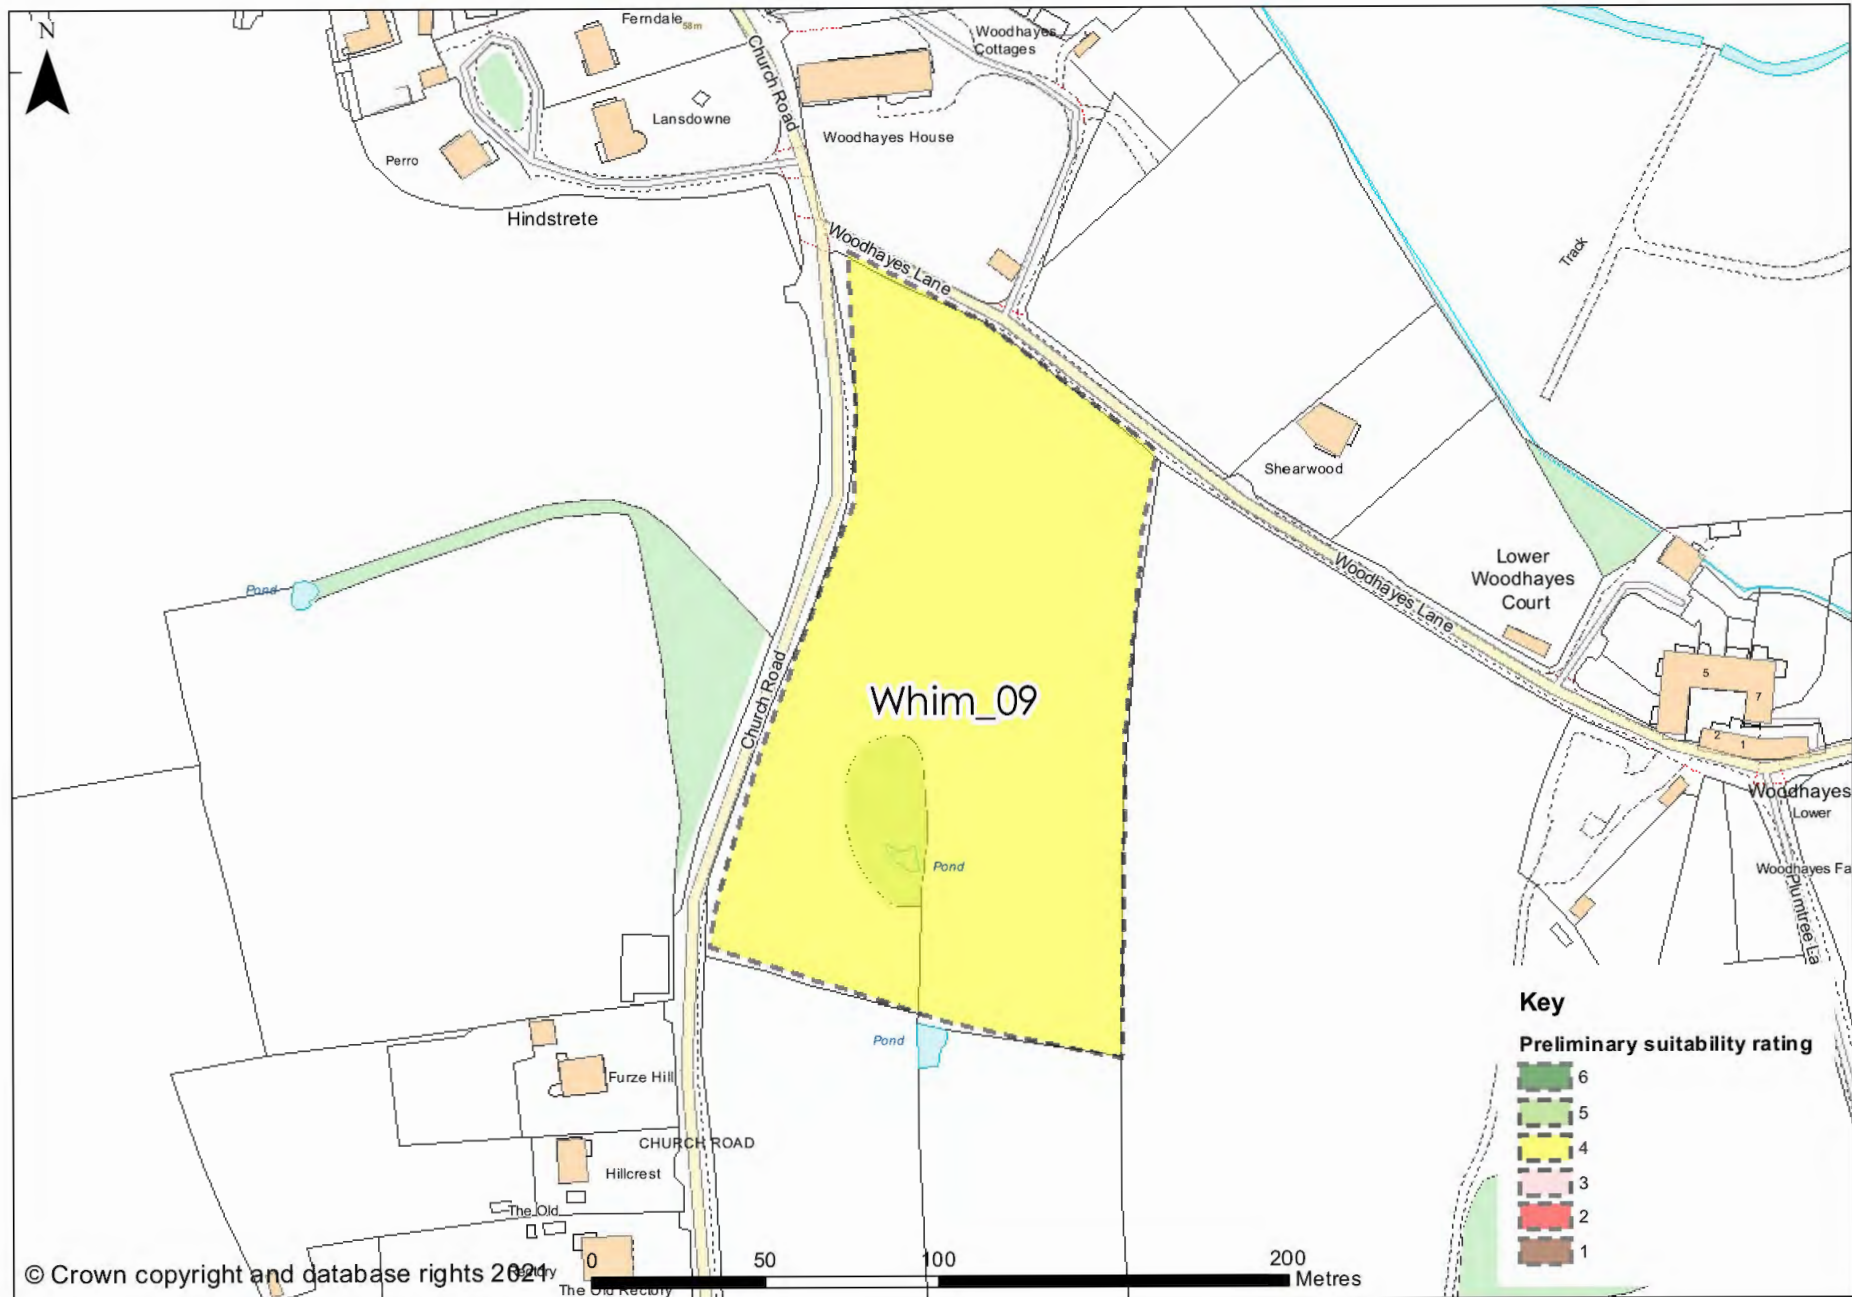 N
Ferndale
58m
Church Road
Woodhayes
Cottages
Lansdowne
Woodhayes House
Perro
Hindstrete
Woodhayes Lane
Track
Shearwood
Pond
Lower
Woodhayes
Court
Woodhayes Lane
Church Road
Whim_09
5
7
2
1
Woodhayes
Lower
Pond
Woodhayes Fa
Plumtree La
Pond
Furze Hill
CHURCH ROAD
Hillcrest
The Old
Rectory
The Old Rectory
Key
Preliminary suitability rating
6
5
4
3
2
1
0 50 100 200
Metres
© Crown copyright and database rights 2021